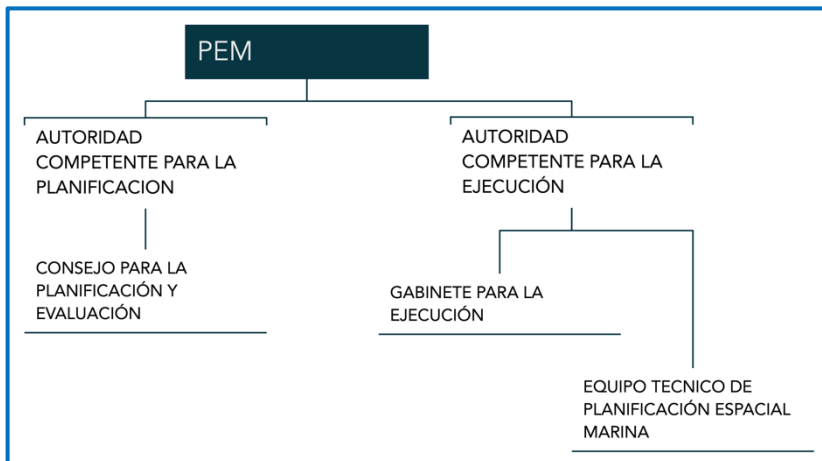 PEM
AUTORIDAD
COMPETENTE PARA LA
PLANIFICACION
AUTORIDAD
COMPETENTE PARA LA
EJECUCIÓN
CONSEJO PARA LA
PLANIFICACIÓN Y
EVALUACIÓN
GABINETE PARA LA
EJECUCIÓN
EQUIPO TECNICO DE
PLANIFICACIÓN ESPACIAL
MARINA